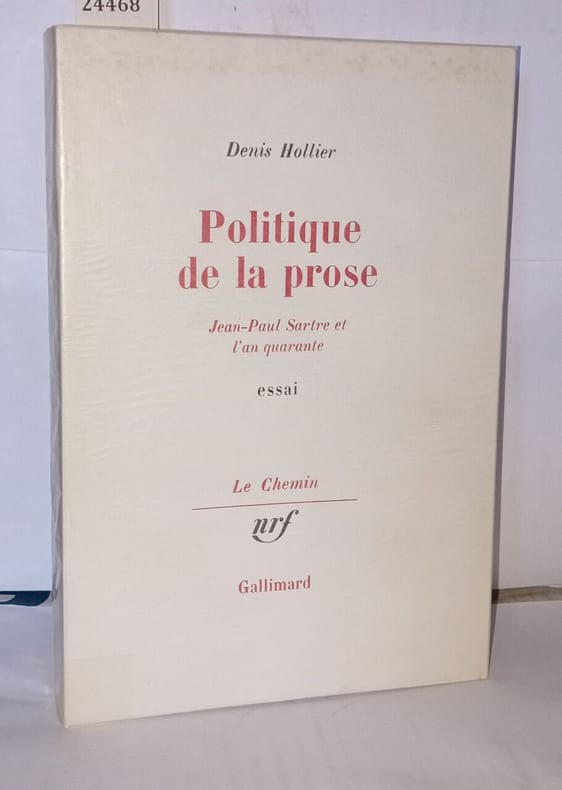 24468
Denis Hollier
Politique
de la prose
Jean-Paul Sartre et
l'an quarante
essai
Le Chemin
nrf
Gallimard